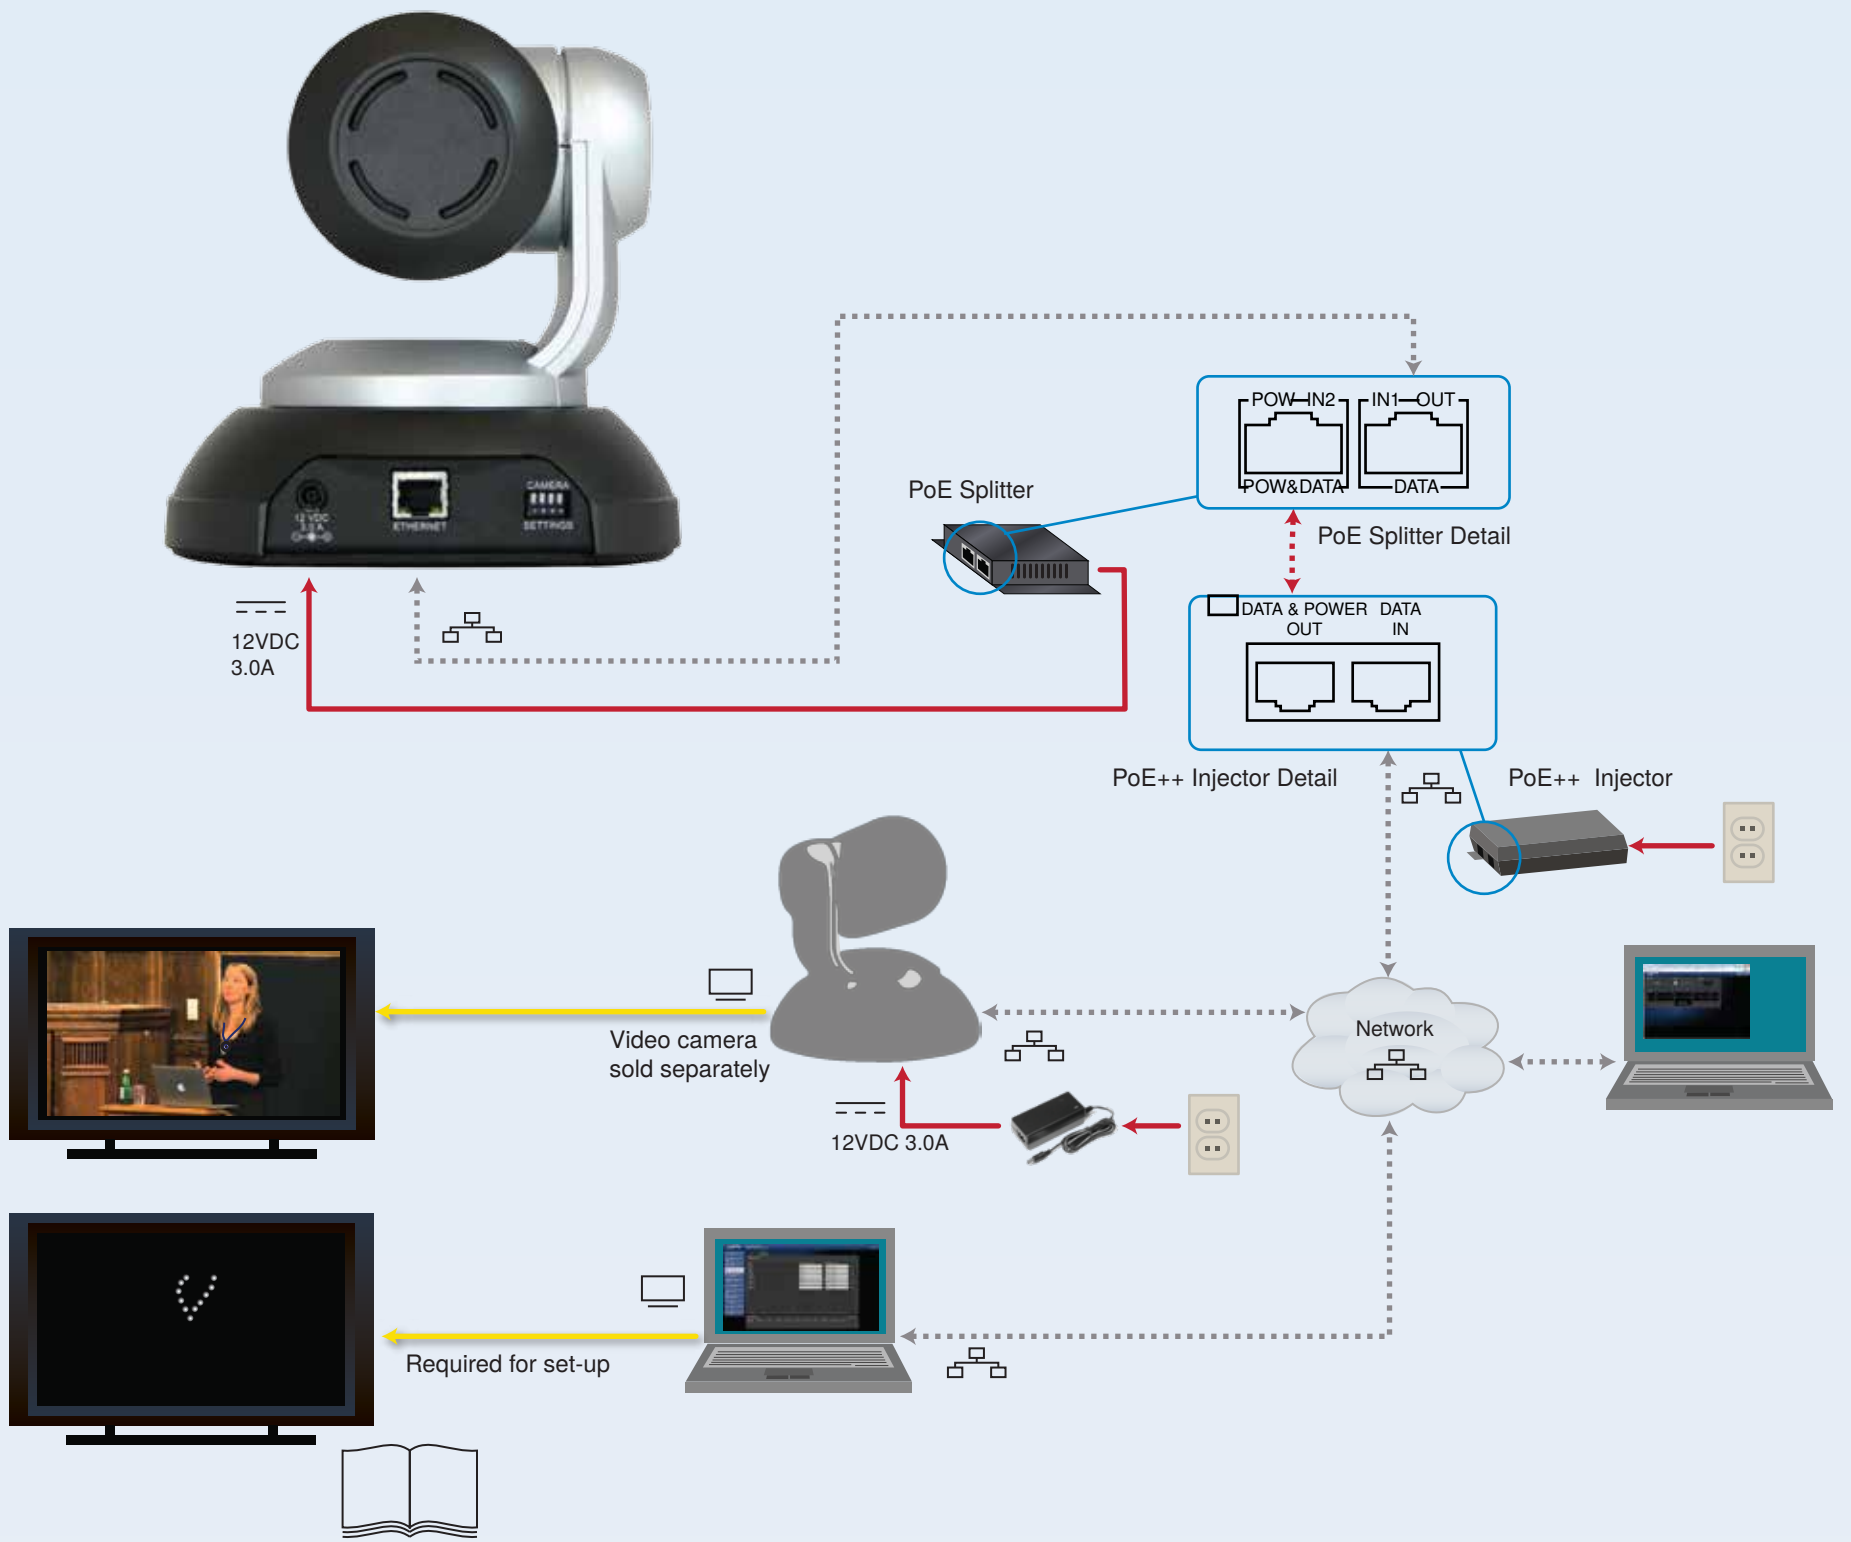 POW IN2
IN1 OUT
POW&DATA
DATA
PoE Splitter
PoE Splitter Detail
CAMERA
12 VDC
3.0 A
ETHERNET
SETTINGS
12VDC
3.0A
DATA & POWER
OUT
DATA
IN
PoE++ Injector Detail
PoE++ Injector
Video camera
sold separately
Network
12VDC 3.0A
Required for set-up